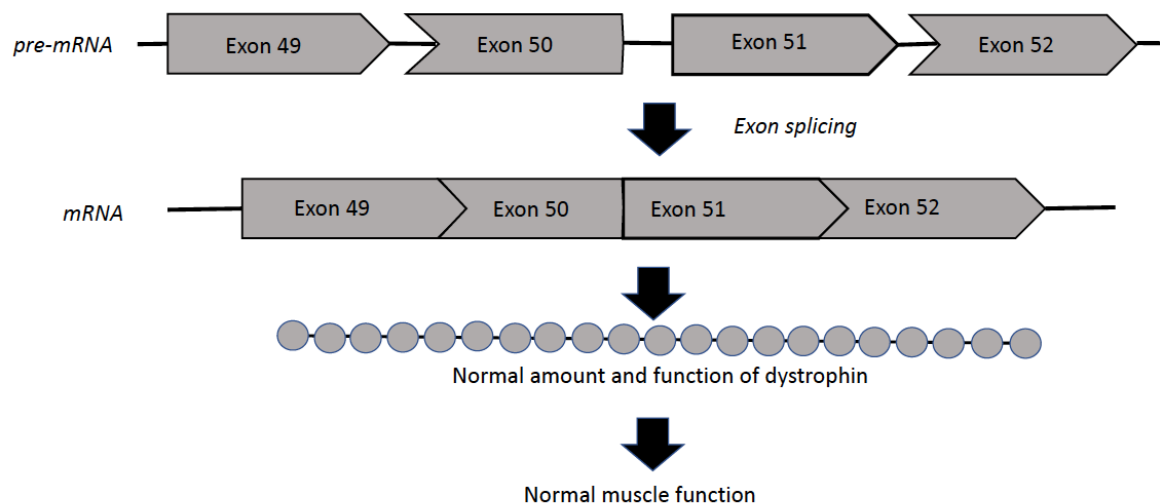 pre-mRNA Exon 49 Exon 50 Exon 51 Exon 52
Exon splicing
mRNA Exon 49 Exon 50 Exon 51 Exon 52
Normal amount and function of dystrophin
Normal muscle function